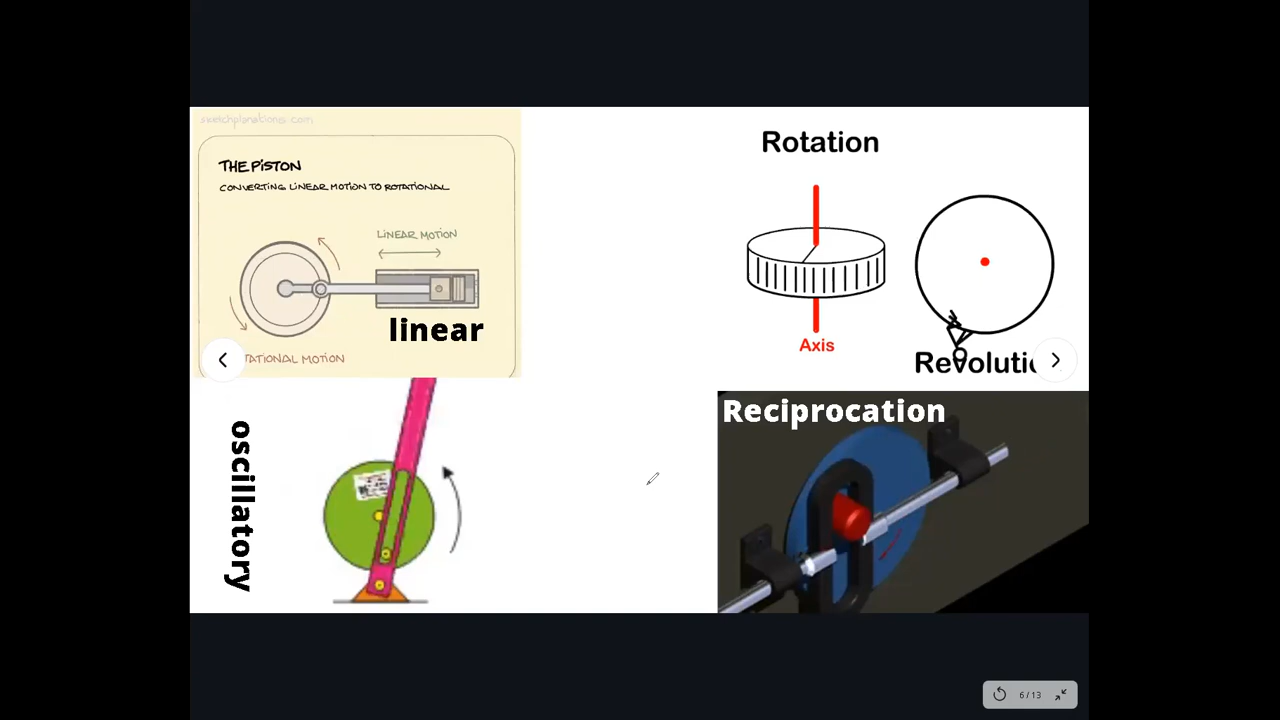 sketchplanations.com
THE PISTON
CONVERTING LINEAR MOTION TO ROTATIONAL
LINEAR MOTION
linear
TATIONAL MOTION
Rotation
Axis
Revolutio
oscillatory
Reciprocation
6 / 13